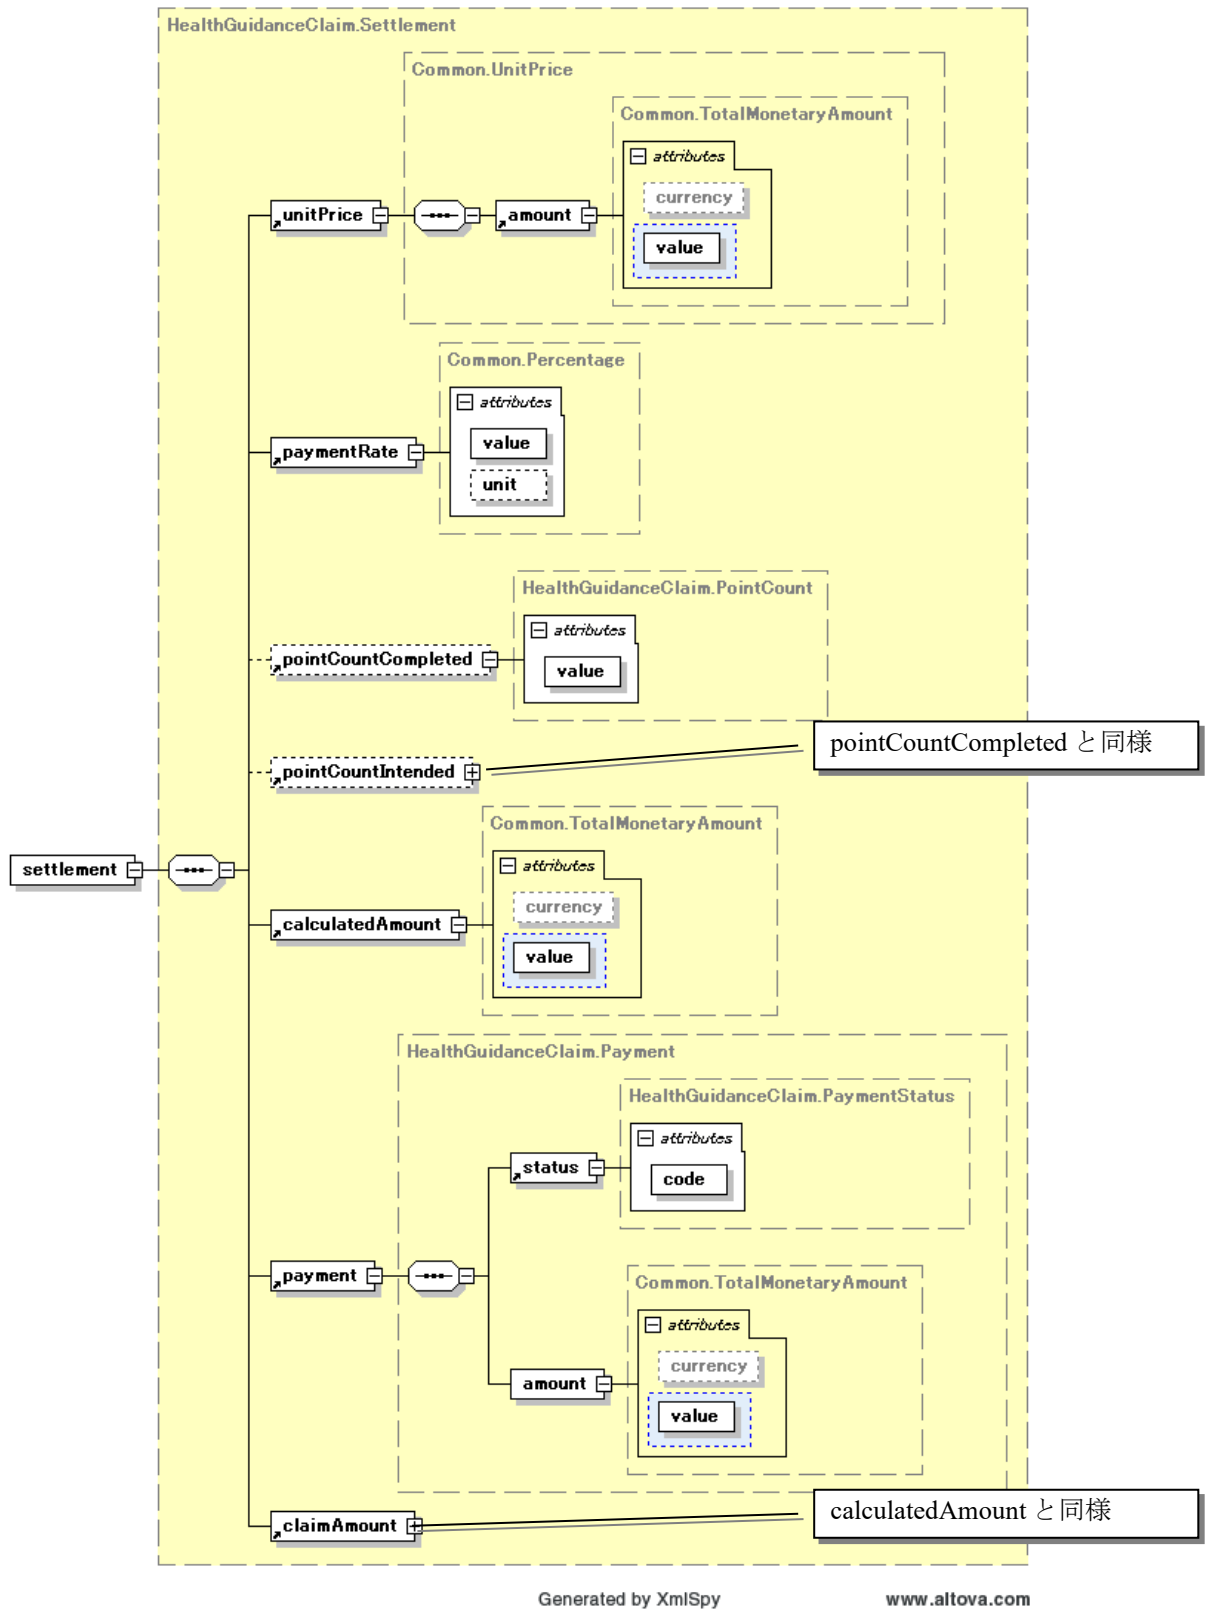 HealthGuidanceClaim.Settlement
Common.UnitPrice
Common.TotalMonetaryAmount
attributes
currency
unitPrice
amount
value
Common.Percentage
attributes
value
paymentRate
unit
HealthGuidanceClaim.PointCount
attributes
pointCountCompleted
value
pointCountCompleted と同様
pointCountIntended
Common.TotalMonetaryAmount
settlement
attributes
currency
calculatedAmount
value
HealthGuidanceClaim.Payment
HealthGuidanceClaim.PaymentStatus
attributes
status
code
payment
Common.TotalMonetaryAmount
attributes
currency
amount
value
calculatedAmount と同様
claimAmount
Generated by XmlSpy www.altova.com